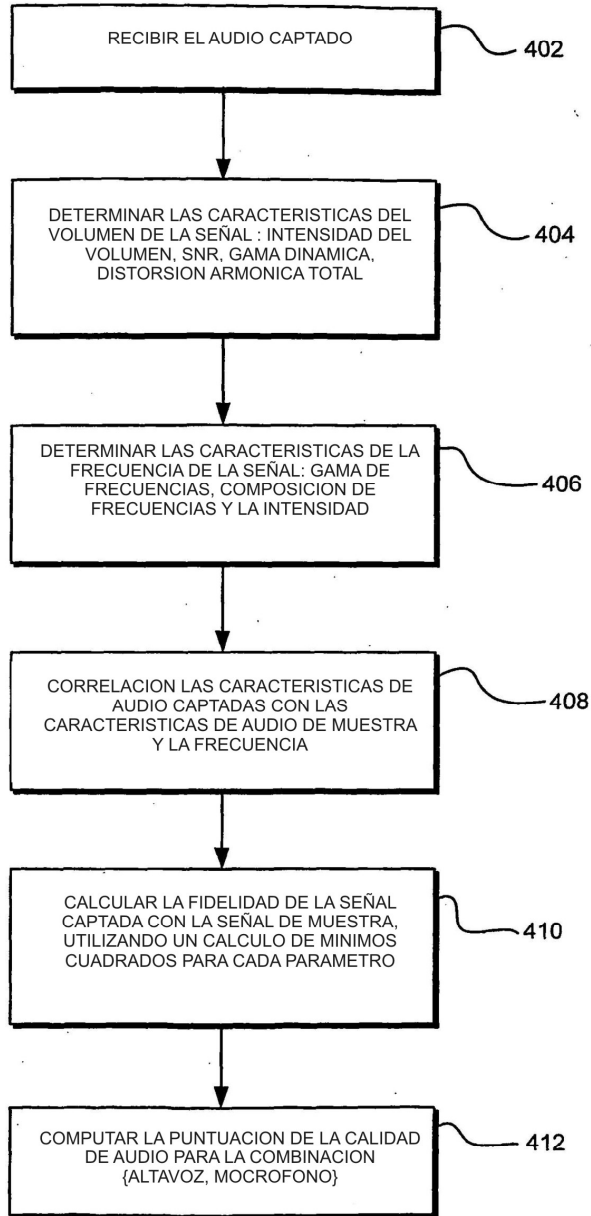 RECIBIR EL AUDIO CAPTADO
402
DETERMINAR LAS CARACTERISTICAS DEL
VOLUMEN DE LA SEÑAL : INTENSIDAD DEL
VOLUMEN, SNR, GAMA DINAMICA,
DISTORSION ARMONICA TOTAL
404
DETERMINAR LAS CARACTERISTICAS DE LA
FRECUENCIA DE LA SEÑAL: GAMA DE
FRECUENCIAS, COMPOSICION DE
FRECUENCIAS Y LA INTENSIDAD
406
CORRELACION LAS CARACTERISTICAS DE
AUDIO CAPTADAS CON LAS
CARACTERISTICAS DE AUDIO DE MUESTRA
Y LA FRECUENCIA
408
CALCULAR LA FIDELIDAD DE LA SEÑAL
CAPTADA CON LA SEÑAL DE MUESTRA,
UTILIZANDO UN CALCULO DE MINIMOS
CUADRADOS PARA CADA PARAMETRO
410
COMPUTAR LA PUNTUACION DE LA CALIDAD
DE AUDIO PARA LA COMBINACION
{ALTAVOZ, MOCROFONO}
412